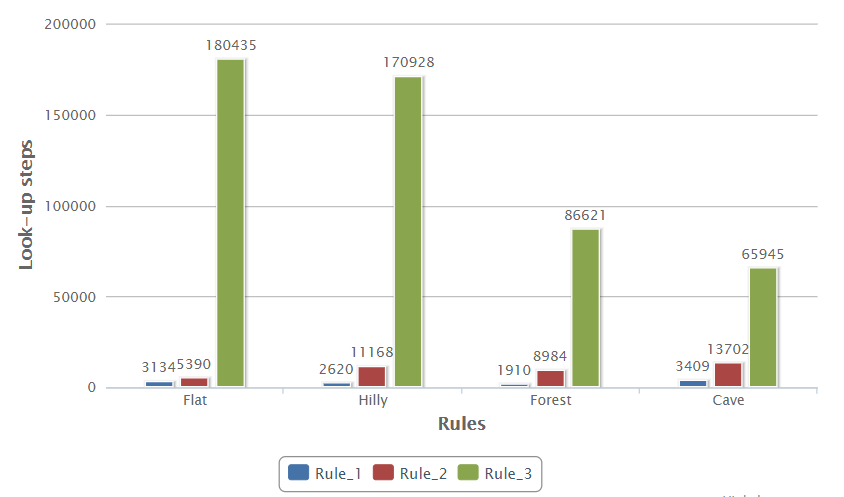 200000
150000
100000
50000
0
Look-up steps
3134 5390 180435
2620 11168 170928
1910 8984 86621
3409 13702 65945
Flat Hilly Forest Cave
Rules
Rule_1 Rule_2 Rule_3